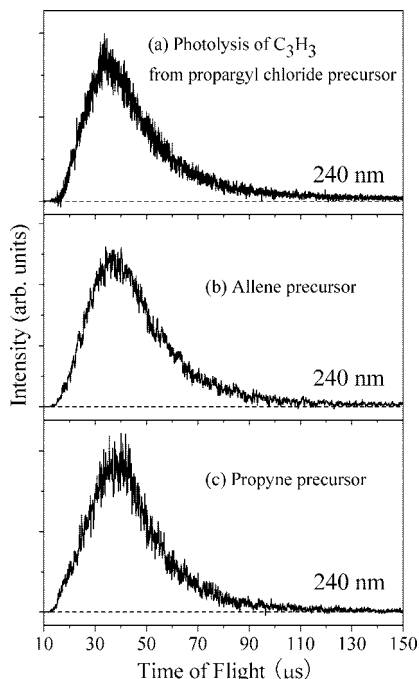 (a) Photolysis of C₃H₃
from propargyl chloride precursor
240 nm
(b) Allene precursor
240 nm
(c) Propyne precursor
240 nm
Intensity (arb. units)
10 30 50 70 90 110 130 150
Time of Flight (μs)